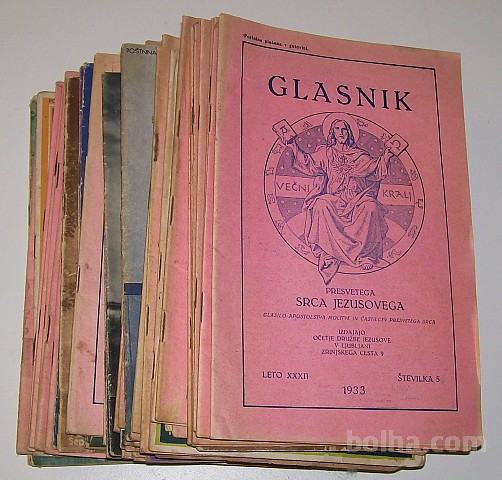 Poštnina plačana v gotovini.
GLASNIK
VEČNI KRALJ
PRESVETEGA
SRCA JEZUSOVEGA
GLASILO APOSTOLSTVA MOLITVE IN ČASTILCEV PRESVETEGA SRCA
IZDAJAJO
OČETJE DRUŽBE JEZUSOVE
V LJUBLJANI
ZRINJSKEGA CESTA 9
LETO XXXII ŠTEVILKA 5
1933
POŠTNINA
bolha.com